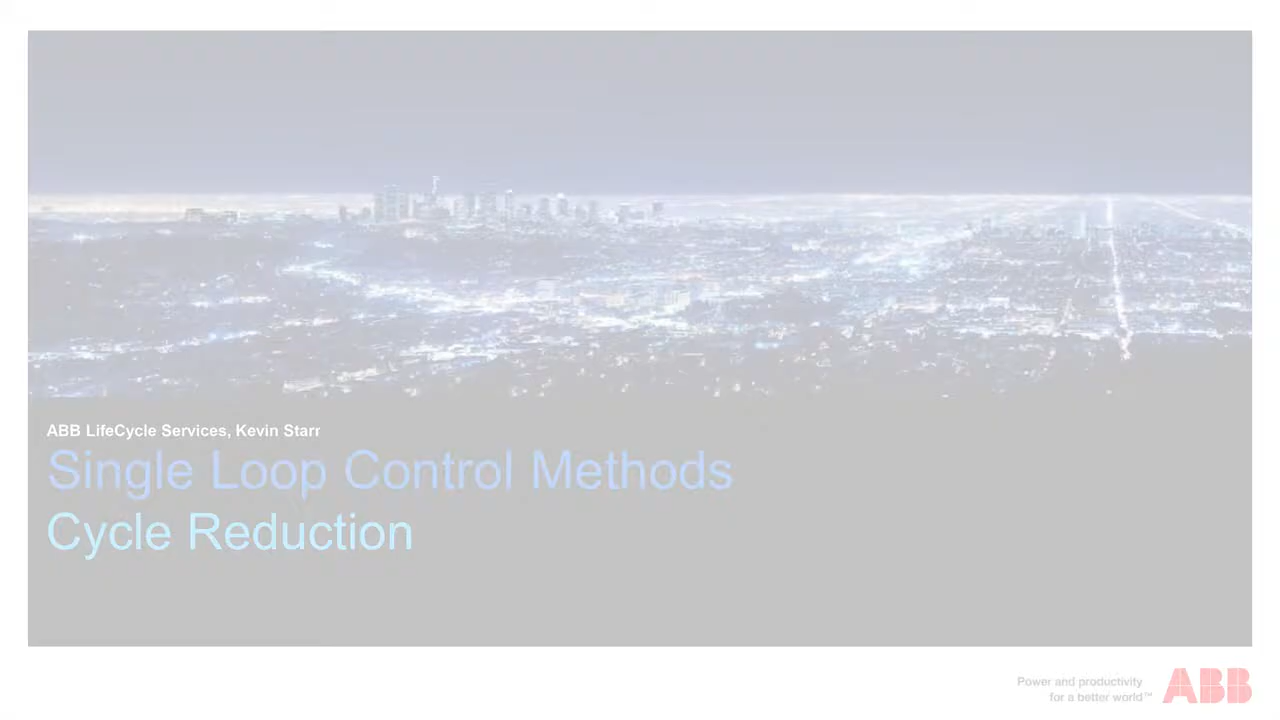 ABB LifeCycle Services, Kevin Starr
Single Loop Control Methods
Cycle Reduction
Power and productivity
for a better world™
ABB